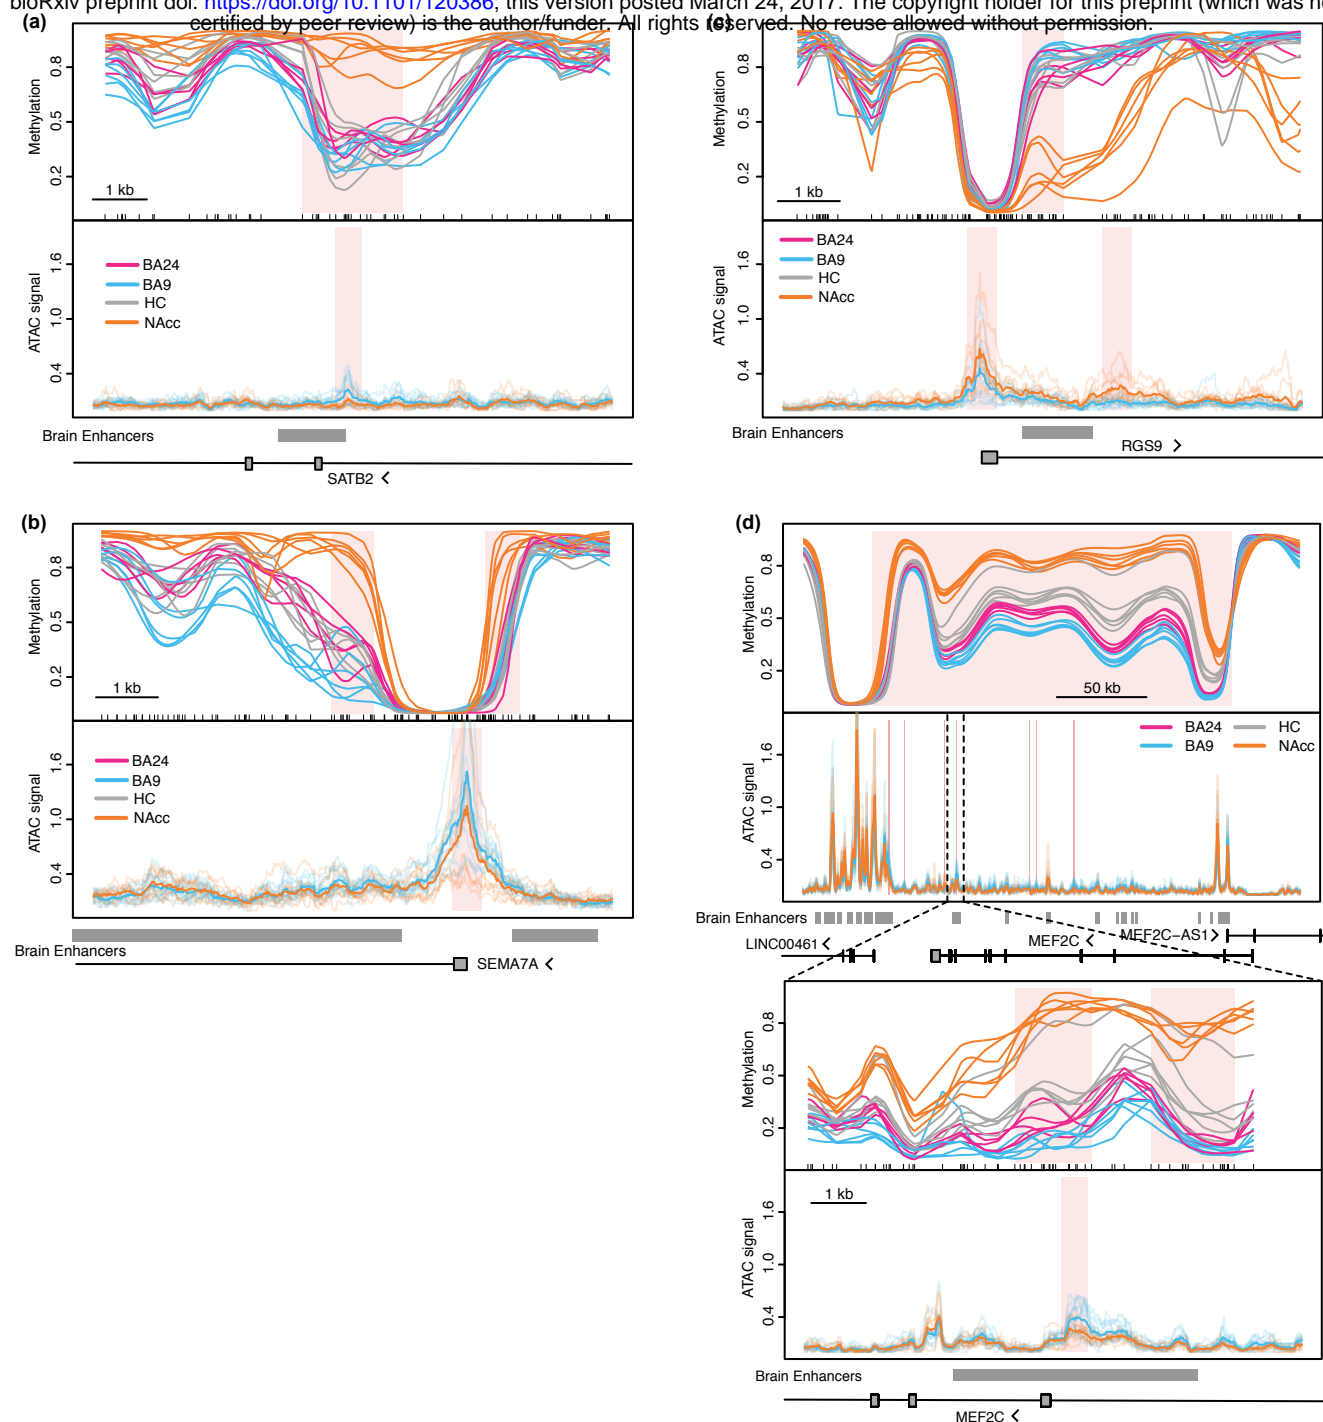 bioRxiv preprint doi: https://doi.org/10.1101/120386; this version posted March 24, 2017. The copyright holder for this preprint (which was
certified by peer review) is the author/funder. All rights reserved. No reuse allowed without permission.
(a)
Methylation
0.8
0.5
0.2
1 kb
ATAC signal
1.6
1.0
0.4
BA24
BA9
HC
NAcc
Brain Enhancers
SATB2 <
(c)
Methylation
0.8
0.5
0.2
1 kb
ATAC signal
1.6
1.0
0.4
BA24
BA9
HC
NAcc
Brain Enhancers
RGS9 >
(b)
Methylation
0.8
0.5
0.2
1 kb
ATAC signal
1.6
1.0
0.4
BA24
BA9
HC
NAcc
Brain Enhancers
SEMA7A <
(d)
Methylation
0.8
0.5
0.2
50 kb
ATAC signal
1.6
1.0
0.4
BA24 HC
BA9 NAcc
Brain Enhancers
LINC00461 < MEF2C < MEF2C−AS1 >
Methylation
0.8
0.5
0.2
1 kb
ATAC signal
1.6
1.0
0.4
Brain Enhancers
MEF2C <